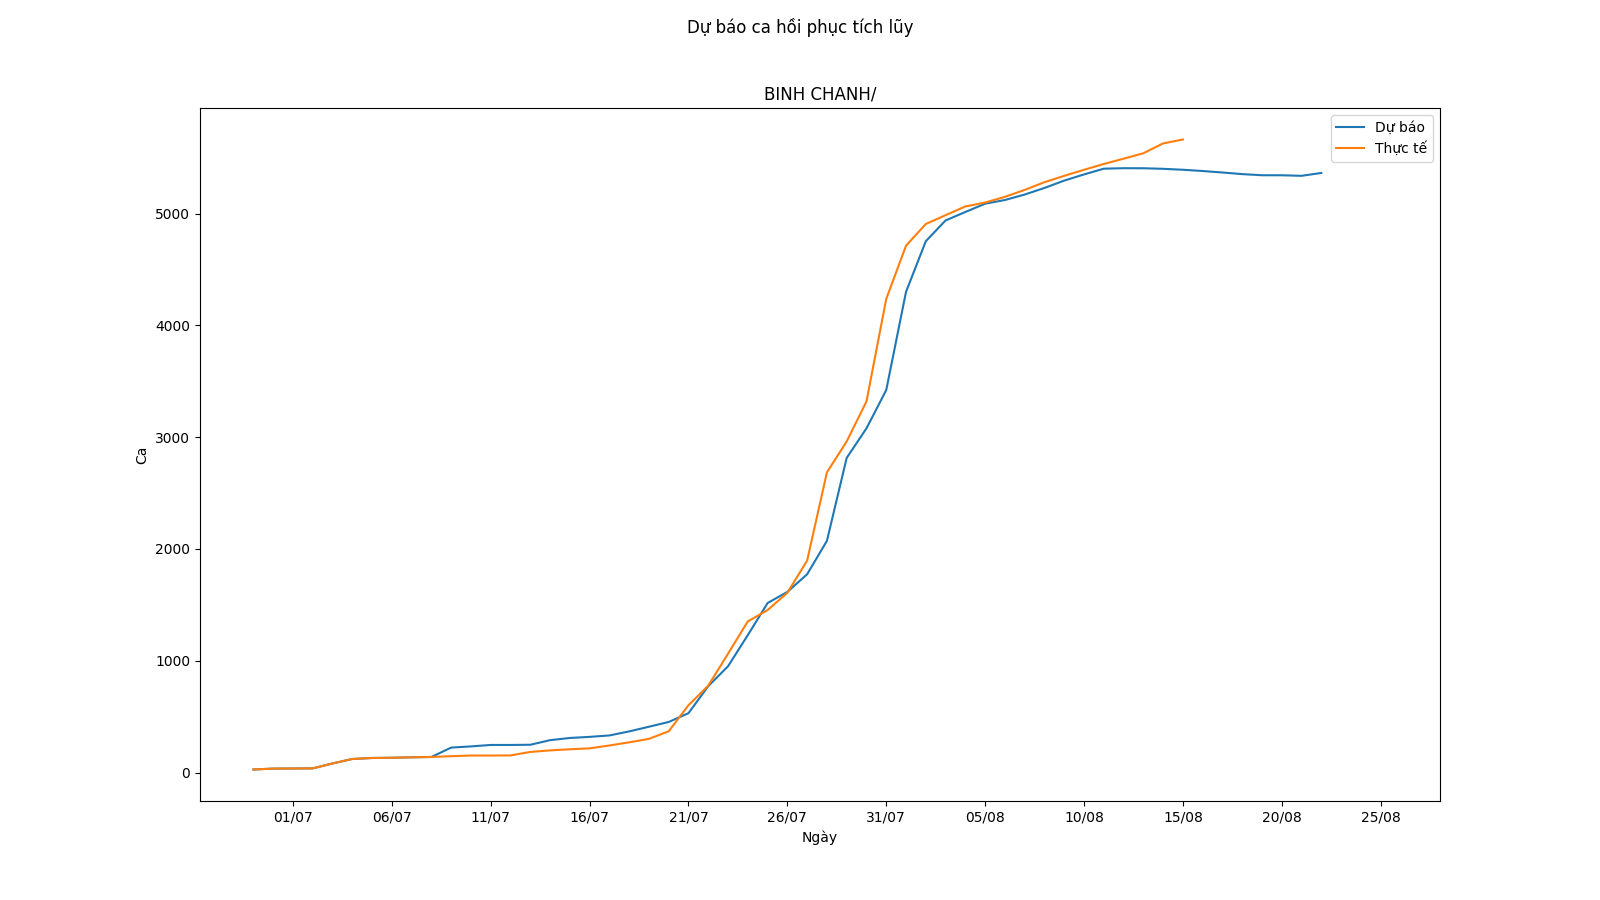 Dự báo ca hồi phục tích lũy
BINH CHANH/
Dự báo
Thực tế
5000
4000
3000
2000
1000
0
Ca
01/07 06/07 11/07 16/07 21/07 26/07 31/07 05/08 10/08 15/08 20/08 25/08
Ngày